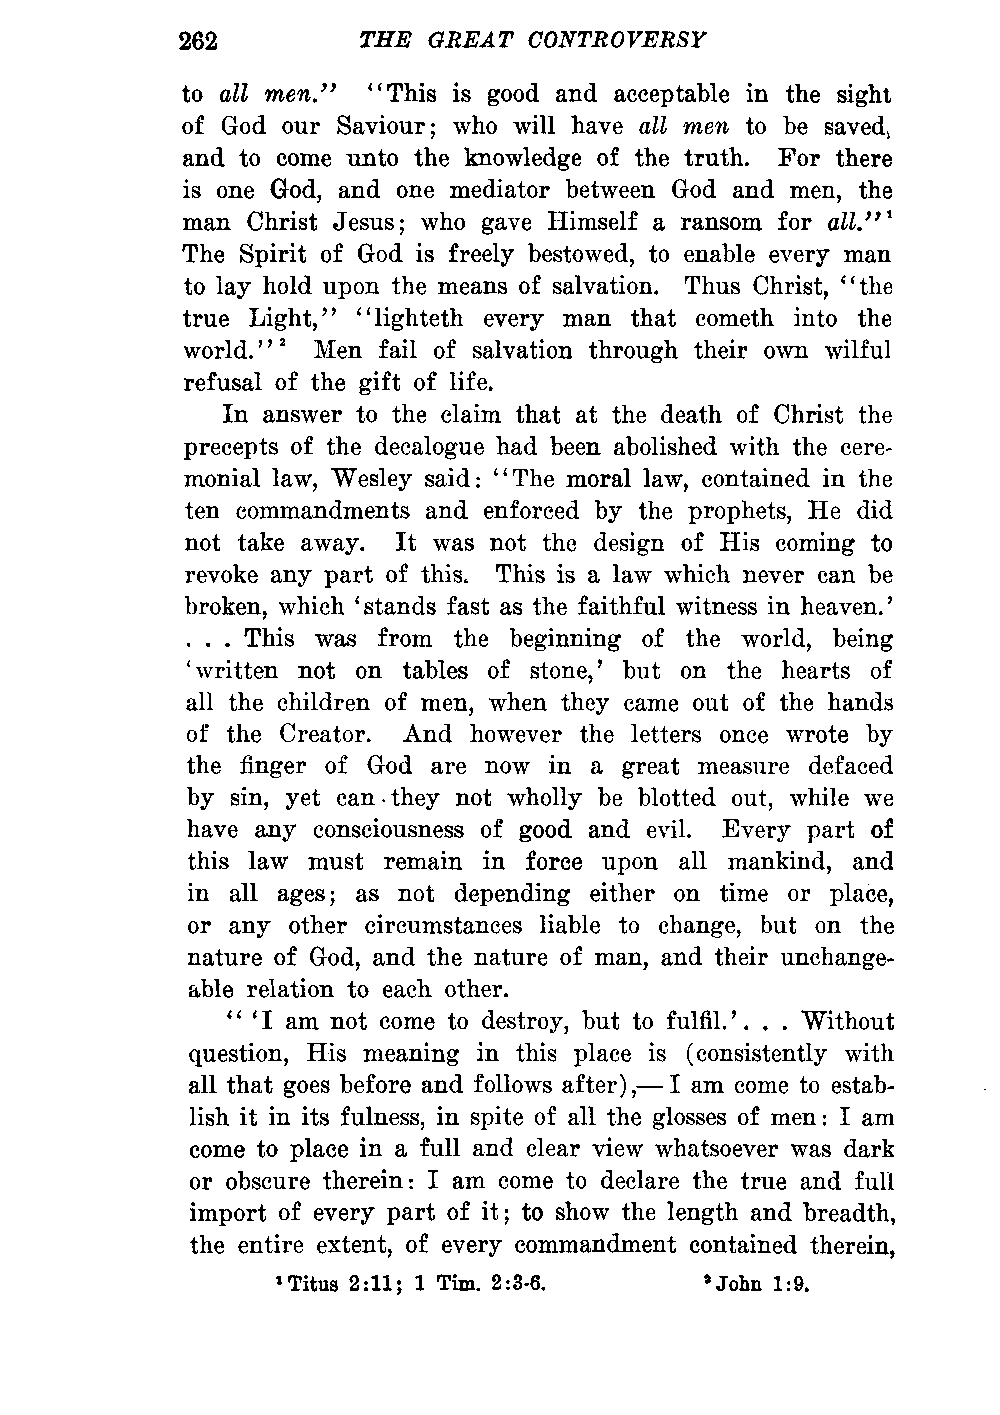 262 THE GREAT CONTROVERSY
to all men." "This is good and acceptable in the sight
of God our Saviour; who will have all men to be saved,
and to come unto the knowledge of the truth. For there
is one God, and one mediator between God and men, the
man Christ Jesus; who gave Himself a ransom for all."¹
The Spirit of God is freely bestowed, to enable every man
to lay hold upon the means of salvation. Thus Christ, "the
true Light," "lighteth every man that cometh into the
world."² Men fail of salvation through their own wilful
refusal of the gift of life.
In answer to the claim that at the death of Christ the
precepts of the decalogue had been abolished with the cere-
monial law, Wesley said: "The moral law, contained in the
ten commandments and enforced by the prophets, He did
not take away. It was not the design of His coming to
revoke any part of this. This is a law which never can be
broken, which 'stands fast as the faithful witness in heaven.'
. . . This was from the beginning of the world, being
'written not on tables of stone,' but on the hearts of
all the children of men, when they came out of the hands
of the Creator. And however the letters once wrote by
the finger of God are now in a great measure defaced
by sin, yet can they not wholly be blotted out, while we
have any consciousness of good and evil. Every part of
this law must remain in force upon all mankind, and
in all ages; as not depending either on time or place,
or any other circumstances liable to change, but on the
nature of God, and the nature of man, and their unchange-
able relation to each other.
" 'I am not come to destroy, but to fulfil.'. . . Without
question, His meaning in this place is (consistently with
all that goes before and follows after),— I am come to estab-
lish it in its fulness, in spite of all the glosses of men: I am
come to place in a full and clear view whatsoever was dark
or obscure therein: I am come to declare the true and full
import of every part of it; to show the length and breadth,
the entire extent, of every commandment contained therein,
¹Titus 2:11; 1 Tim. 2:3-6. ²John 1:9.